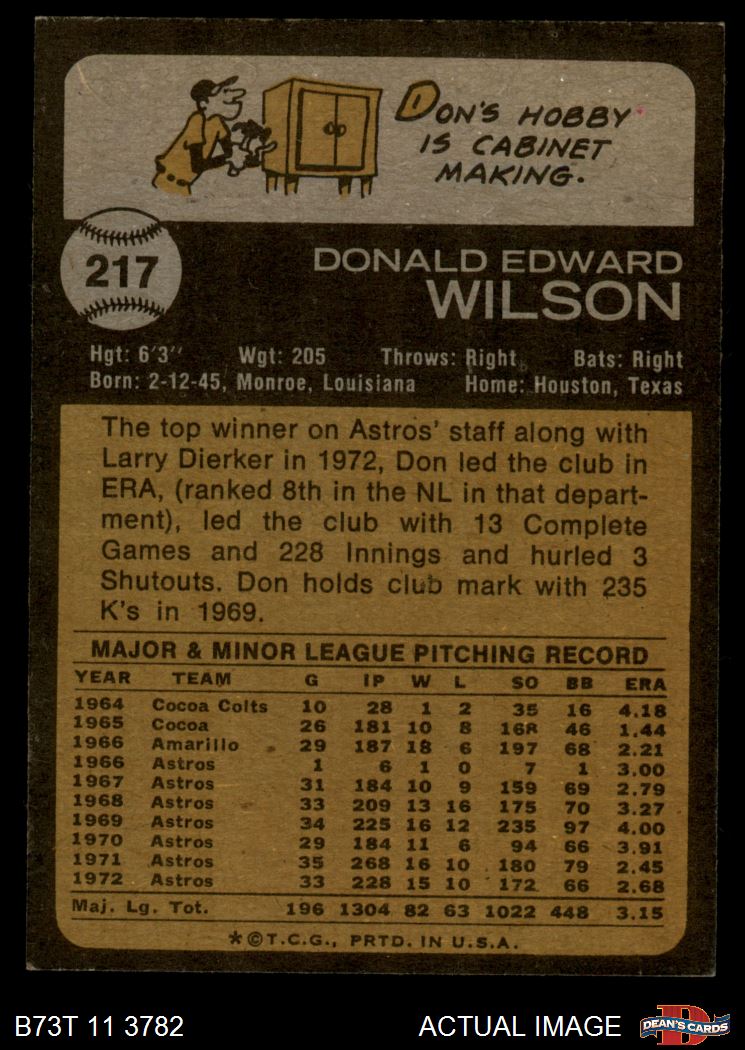 DON'S HOBBY
IS CABINET
MAKING.
217
DONALD EDWARD
WILSON
Hgt: 6'3" Wgt: 205 Throws: Right Bats: Right
Born: 2-12-45, Monroe, Louisiana Home: Houston, Texas
The top winner on Astros' staff along with
Larry Dierker in 1972, Don led the club in
ERA, (ranked 8th in the NL in that depart-
ment), led the club with 13 Complete
Games and 228 Innings and hurled 3
Shutouts. Don holds club mark with 235
K's in 1969.
MAJOR & MINOR LEAGUE PITCHING RECORD
YEAR TEAM G IP W L SO BB ERA
1964 Cocoa Colts 10 28 1 2 35 16 4.18
1965 Cocoa 26 181 10 8 168 46 1.44
1966 Amarillo 29 187 18 6 197 68 2.21
1966 Astros 1 6 1 0 7 1 3.00
1967 Astros 31 184 10 9 159 69 2.79
1968 Astros 33 209 13 16 175 70 3.27
1969 Astros 34 225 16 12 235 97 4.00
1970 Astros 29 184 11 6 94 66 3.91
1971 Astros 35 268 16 10 180 79 2.45
1972 Astros 33 228 15 10 172 66 2.68
Maj. Lg. Tot. 196 1304 82 63 1022 448 3.15
*©T.C.G., PRTD. IN U.S.A.
B73T 11 3782 ACTUAL IMAGE DEAN'S CARDS